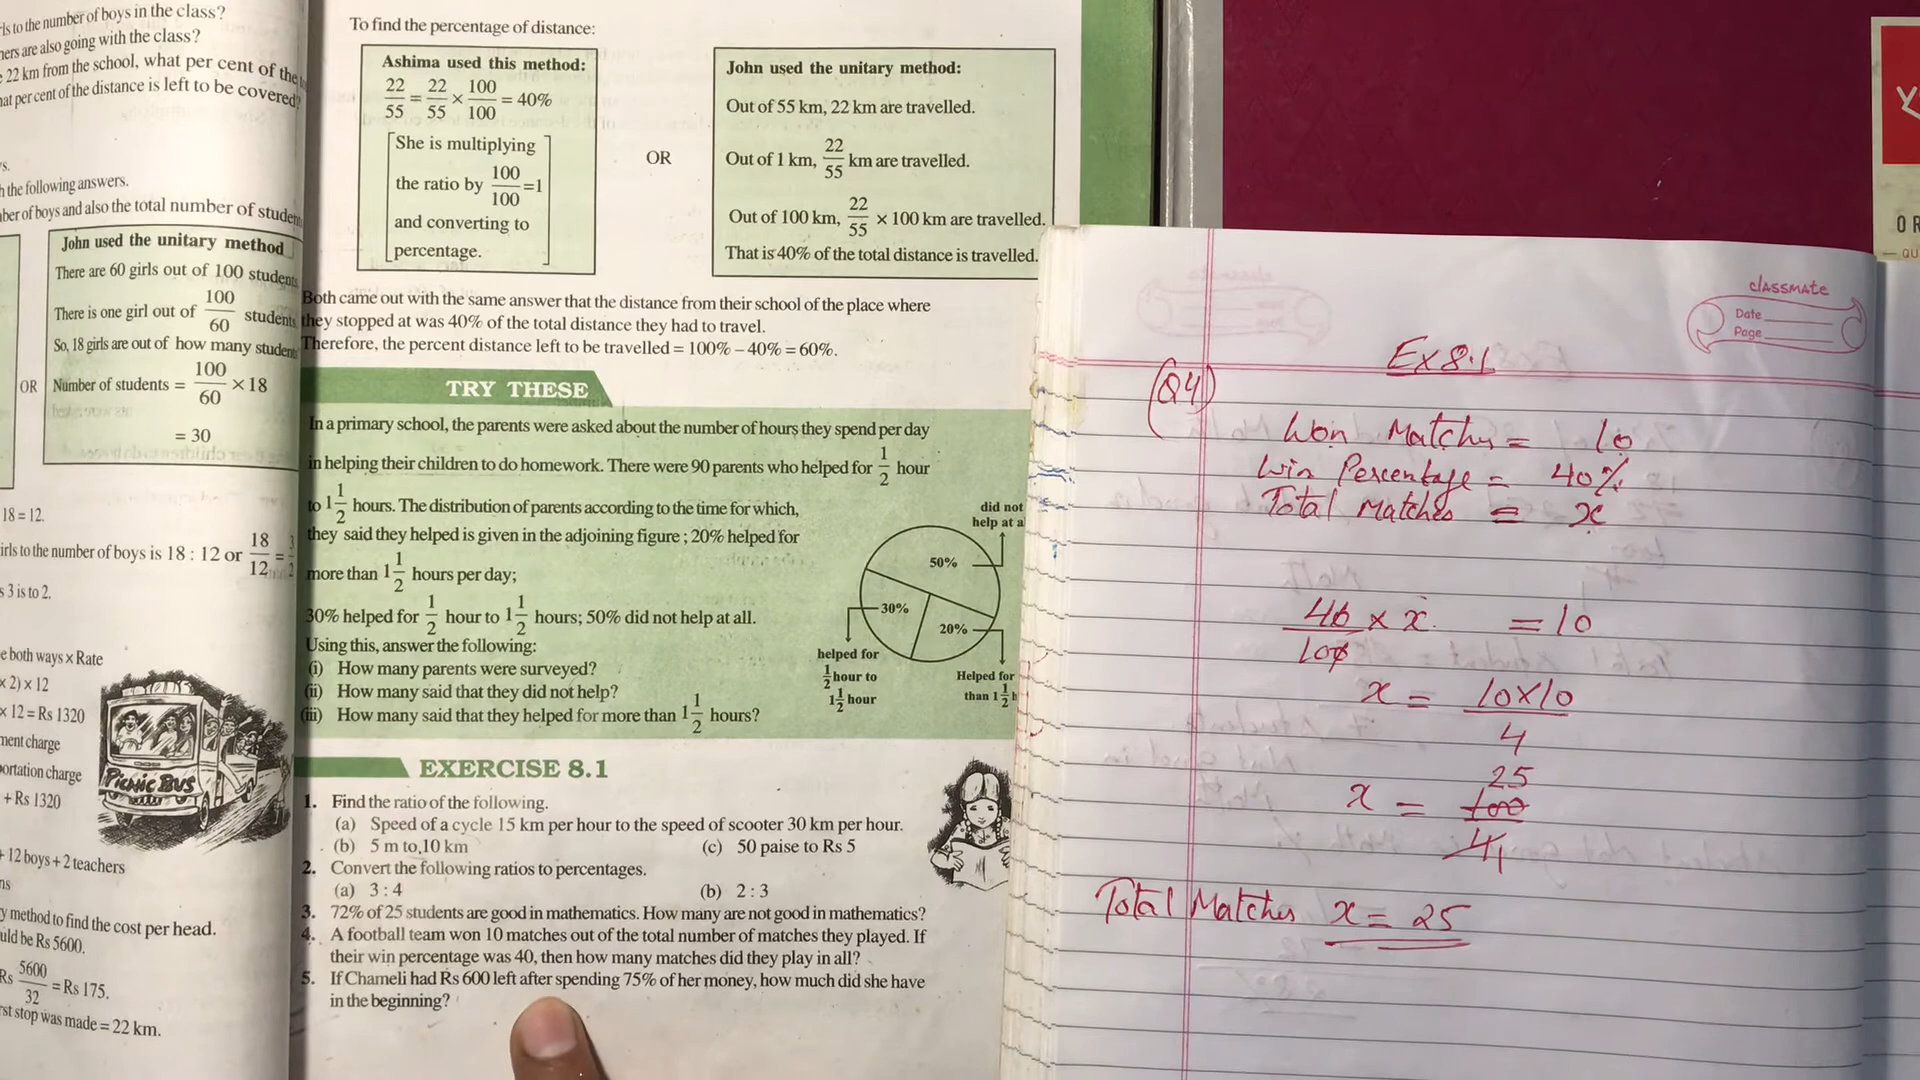 rls to the number of boys in the class?
hers are also going with the class?
22 km from the school, what per cent of the
hat per cent of the distance is left to be covered?
s.
h the following answers.
ber of boys and also the total number of students
John used the unitary method
There are 60 girls out of 100 students
There is one girl out of 100/60 students
So, 18 girls are out of how many students
OR Number of students = 100/60 × 18
= 30
18 = 12.
irls to the number of boys is 18 : 12 or 18/12 = 3/2
s 3 is to 2.
e both ways × Rate
× 2) × 12
× 12 = Rs 1320
ment charge
ortation charge
+ Rs 1320
PICNIC BUS
+ 12 boys + 2 teachers
ns
y method to find the cost per head.
uld be Rs 5600.
Rs 5600/32 = Rs 175.
rst stop was made = 22 km.
To find the percentage of distance:
Ashima used this method:
22/55 = 22/55 × 100/100 = 40%
She is multiplying
the ratio by 100/100 = 1
and converting to
percentage.
OR
John used the unitary method:
Out of 55 km, 22 km are travelled.
Out of 1 km, 22/55 km are travelled.
Out of 100 km, 22/55 × 100 km are travelled.
That is 40% of the total distance is travelled.
Both came out with the same answer that the distance from their school of the place where
they stopped at was 40% of the total distance they had to travel.
Therefore, the percent distance left to be travelled = 100% – 40% = 60%.
TRY THESE
In a primary school, the parents were asked about the number of hours they spend per day
in helping their children to do homework. There were 90 parents who helped for 1/2 hour
to 1 1/2 hours. The distribution of parents according to the time for which,
they said they helped is given in the adjoining figure ; 20% helped for
more than 1 1/2 hours per day;
30% helped for 1/2 hour to 1 1/2 hours; 50% did not help at all.
Using this, answer the following:
(i) How many parents were surveyed?
(ii) How many said that they did not help?
(iii) How many said that they helped for more than 1 1/2 hours?
did not
help at a
50%
30%
20%
helped for
1/2 hour to
1 1/2 hour
Helped for
than 1 1/2 h
EXERCISE 8.1
1. Find the ratio of the following.
(a) Speed of a cycle 15 km per hour to the speed of scooter 30 km per hour.
(b) 5 m to 10 km (c) 50 paise to Rs 5
2. Convert the following ratios to percentages.
(a) 3 : 4 (b) 2 : 3
3. 72% of 25 students are good in mathematics. How many are not good in mathematics?
4. A football team won 10 matches out of the total number of matches they played. If
their win percentage was 40, then how many matches did they play in all?
5. If Chameli had Rs 600 left after spending 75% of her money, how much did she have
in the beginning?
classmate
Date
Page
Ex 8.1
Q4)
Won Matches = 10
Win Percentage = 40%
Total Matches = x
40/100 × x = 10
x = 10×10/4
25
x = 100/4 1
Total Matches x = 25
OR
QU